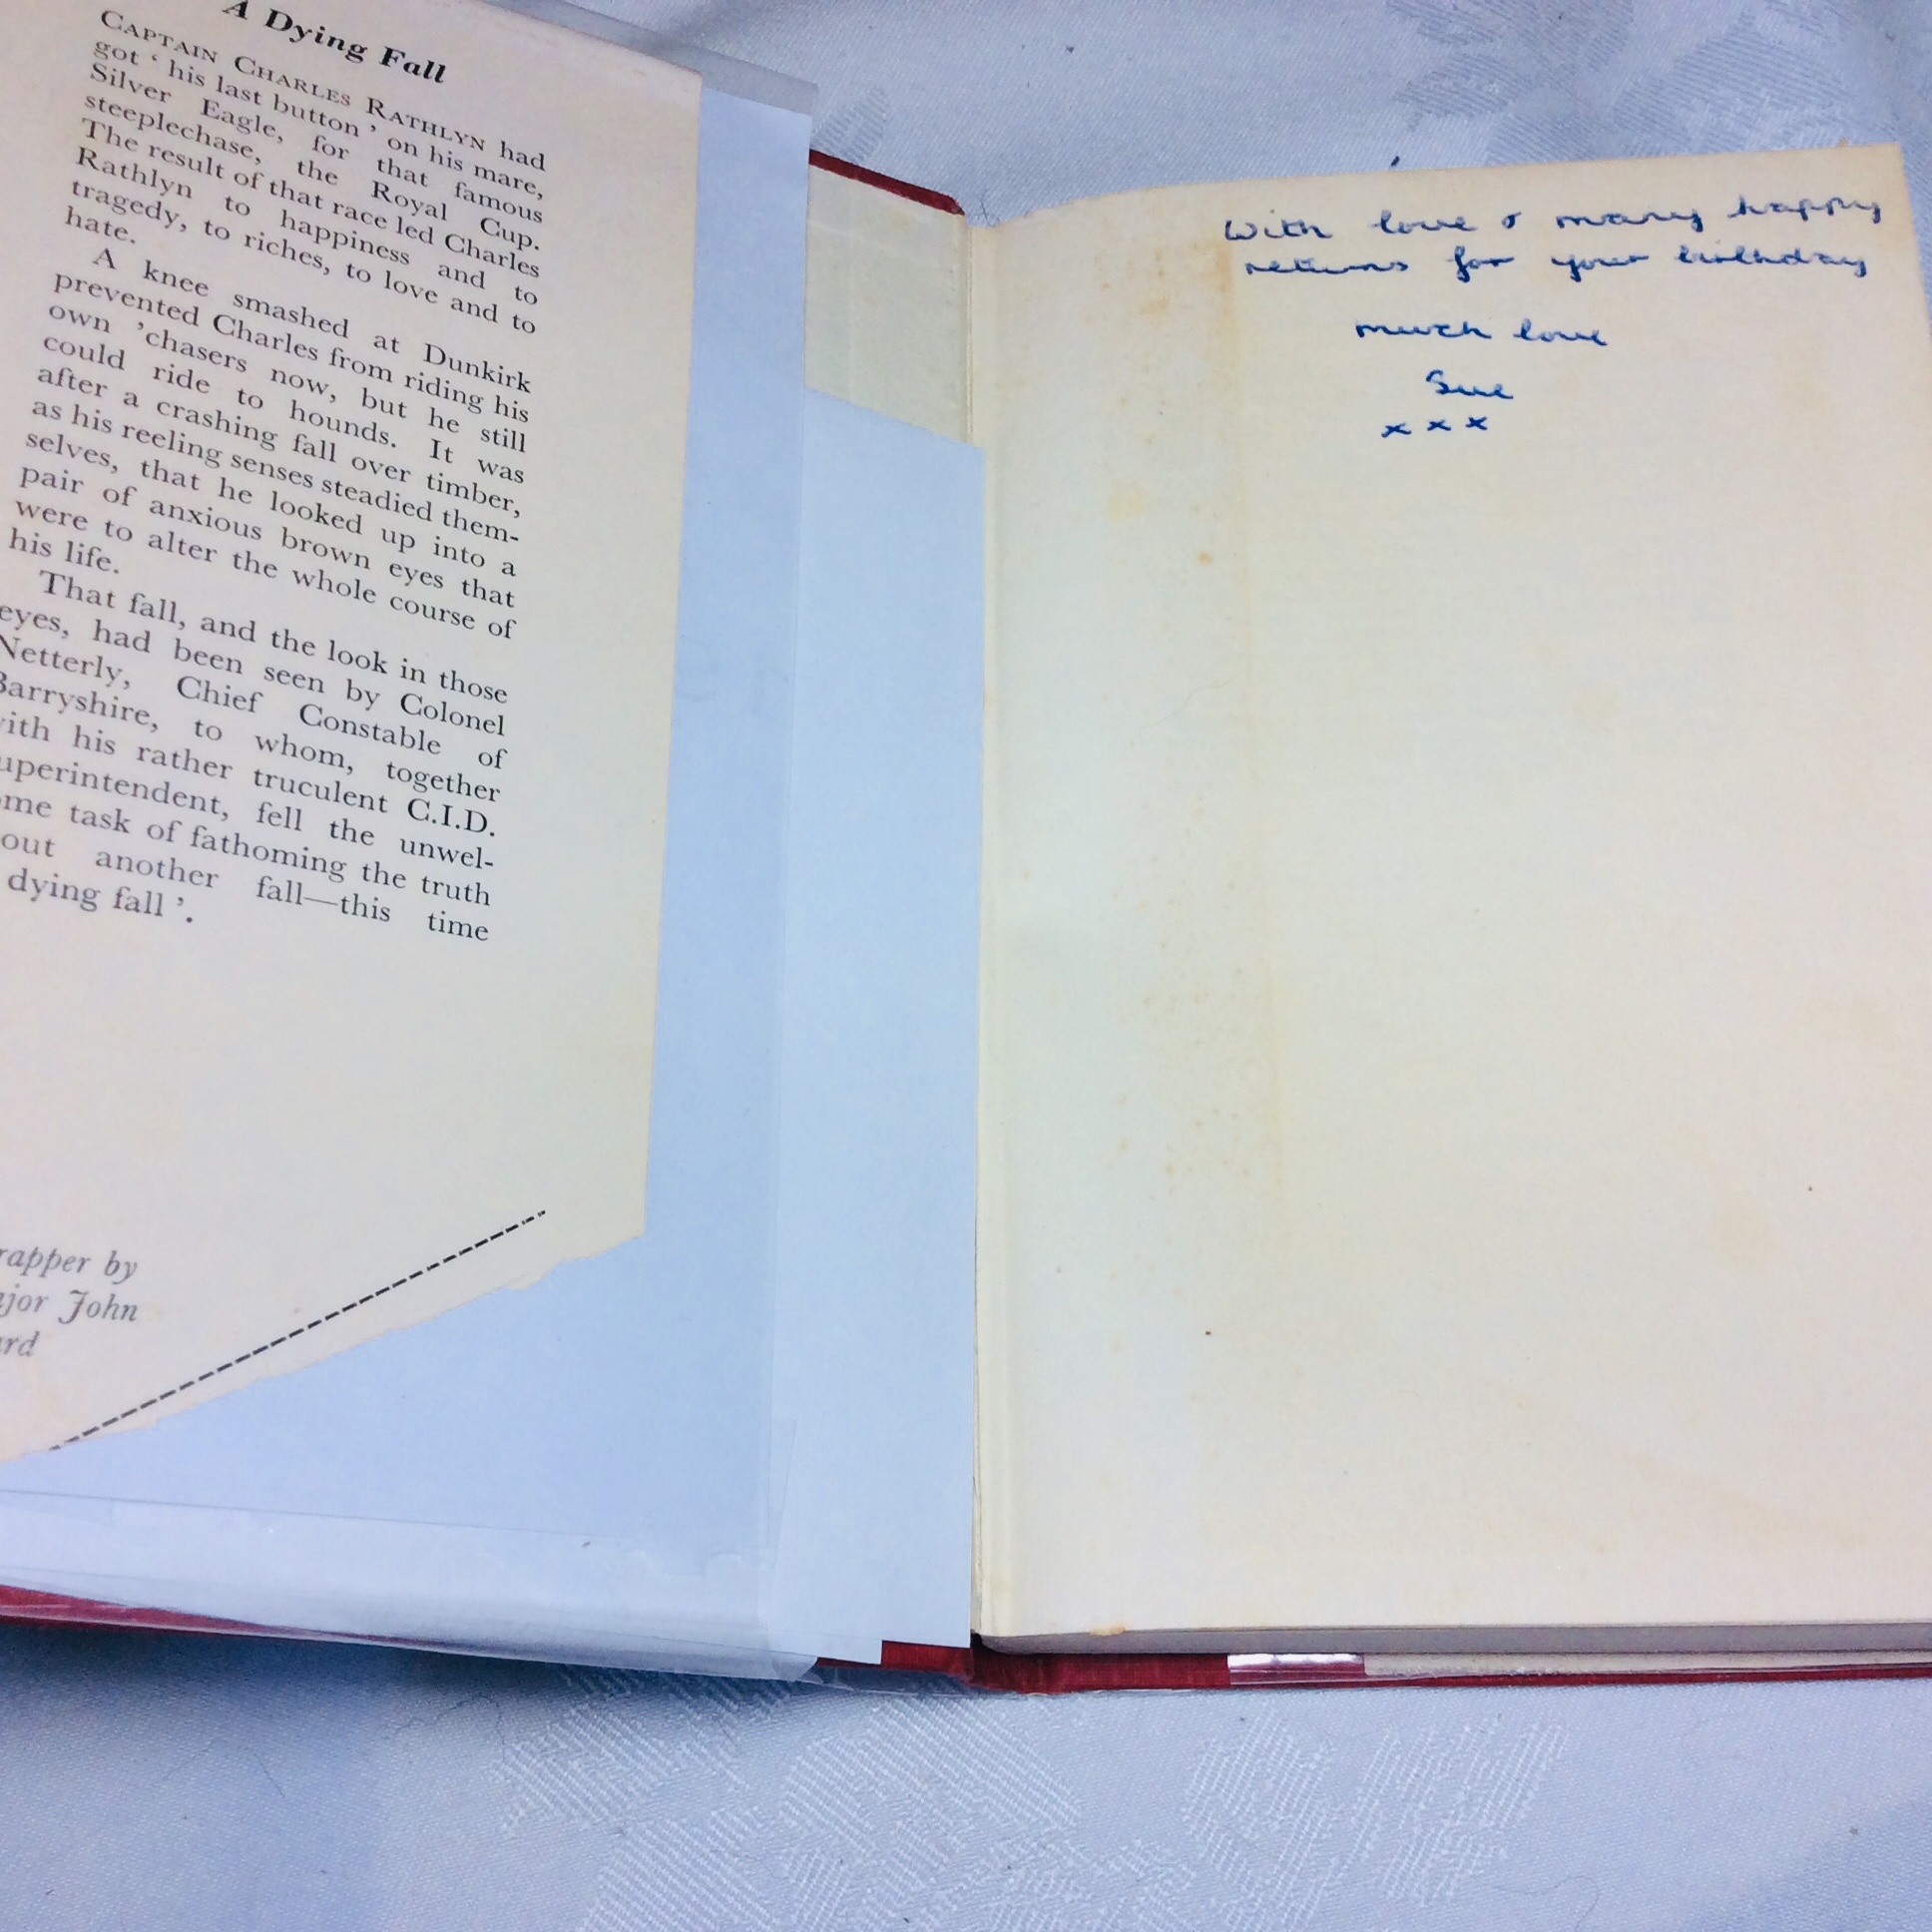 A Dying Fall
CAPTAIN CHARLES RATHLYN had
got ‘ his last button ’ on his mare,
Silver Eagle, for that famous
steeplechase, the Royal Cup.
The result of that race led Charles
Rathlyn to happiness and to
tragedy, to riches, to love and to
hate.
A knee smashed at Dunkirk
prevented Charles from riding his
own ’chasers now, but he still
could ride to hounds. It was
after a crashing fall over timber,
as his reeling senses steadied them-
selves, that he looked up into a
pair of anxious brown eyes that
were to alter the whole course of
his life.
That fall, and the look in those
eyes, had been seen by Colonel
Netterly, Chief Constable of
Barryshire, to whom, together
with his rather truculent C.I.D.
uperintendent, fell the unwel-
ome task of fathoming the truth
out another fall—this time
dying fall ’.
rapper by
ajor John
ard
With love & many happy
returns for your birthday
much love
Sue
x x x